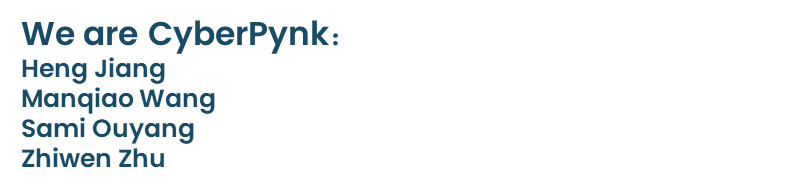 We are CyberPynk:
Heng Jiang
Manqiao Wang
Sami Ouyang
Zhiwen Zhu